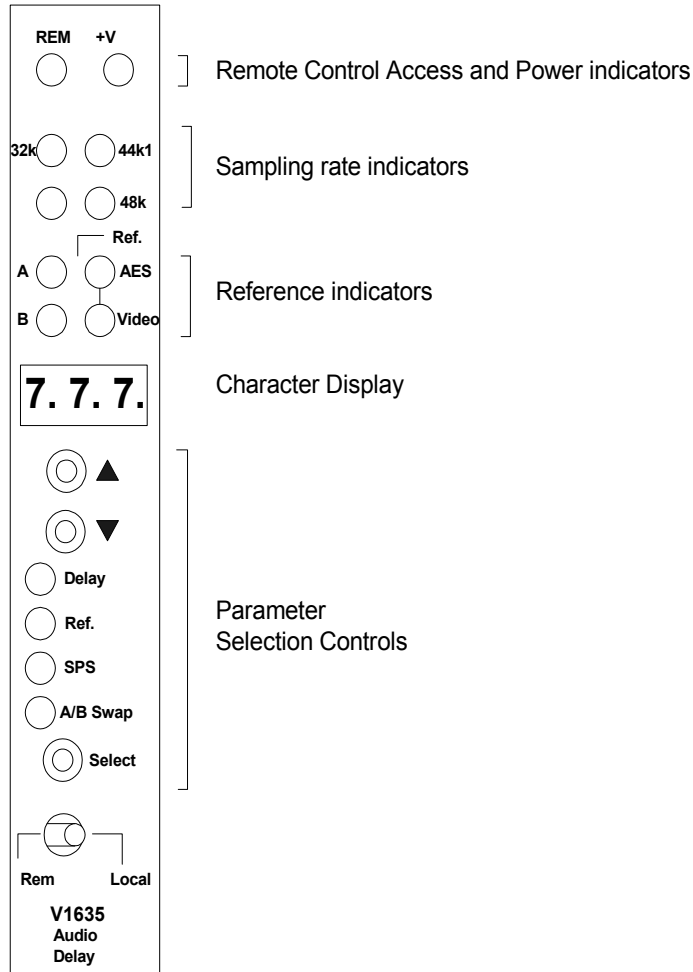 REM +V
Remote Control Access and Power indicators
32k 44k1
Sampling rate indicators
48k
Ref.
A AES
Reference indicators
B Video
Character Display
7. 7. 7.
▲
▼
Delay
Ref.
Parameter
Selection Controls
SPS
A/B Swap
Select
Rem Local
V1635
Audio
Delay